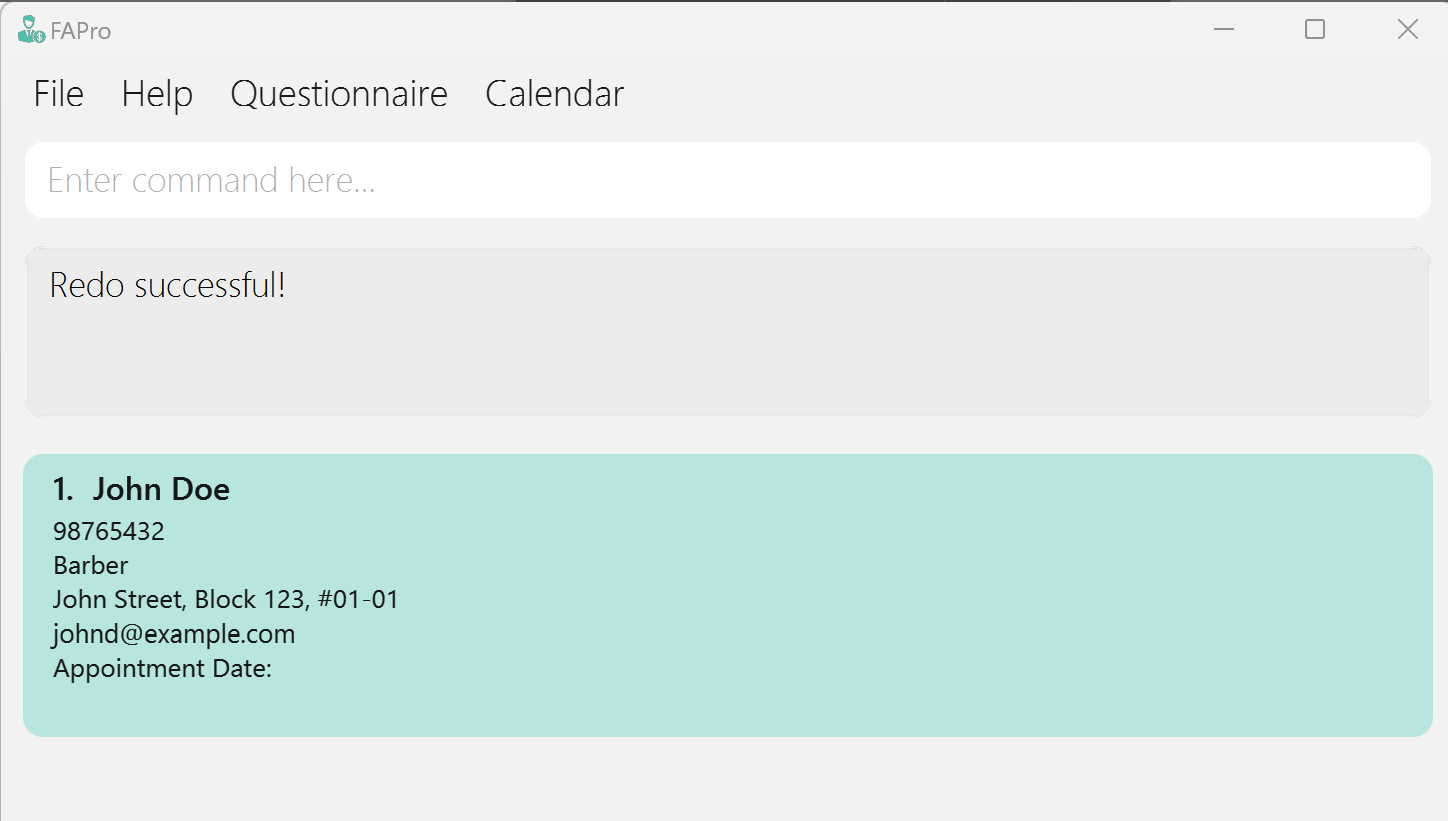 FAPro
File Help Questionnaire Calendar
Enter command here...
Redo successful!
1. John Doe
98765432
Barber
John Street, Block 123, #01-01
johnd@example.com
Appointment Date: